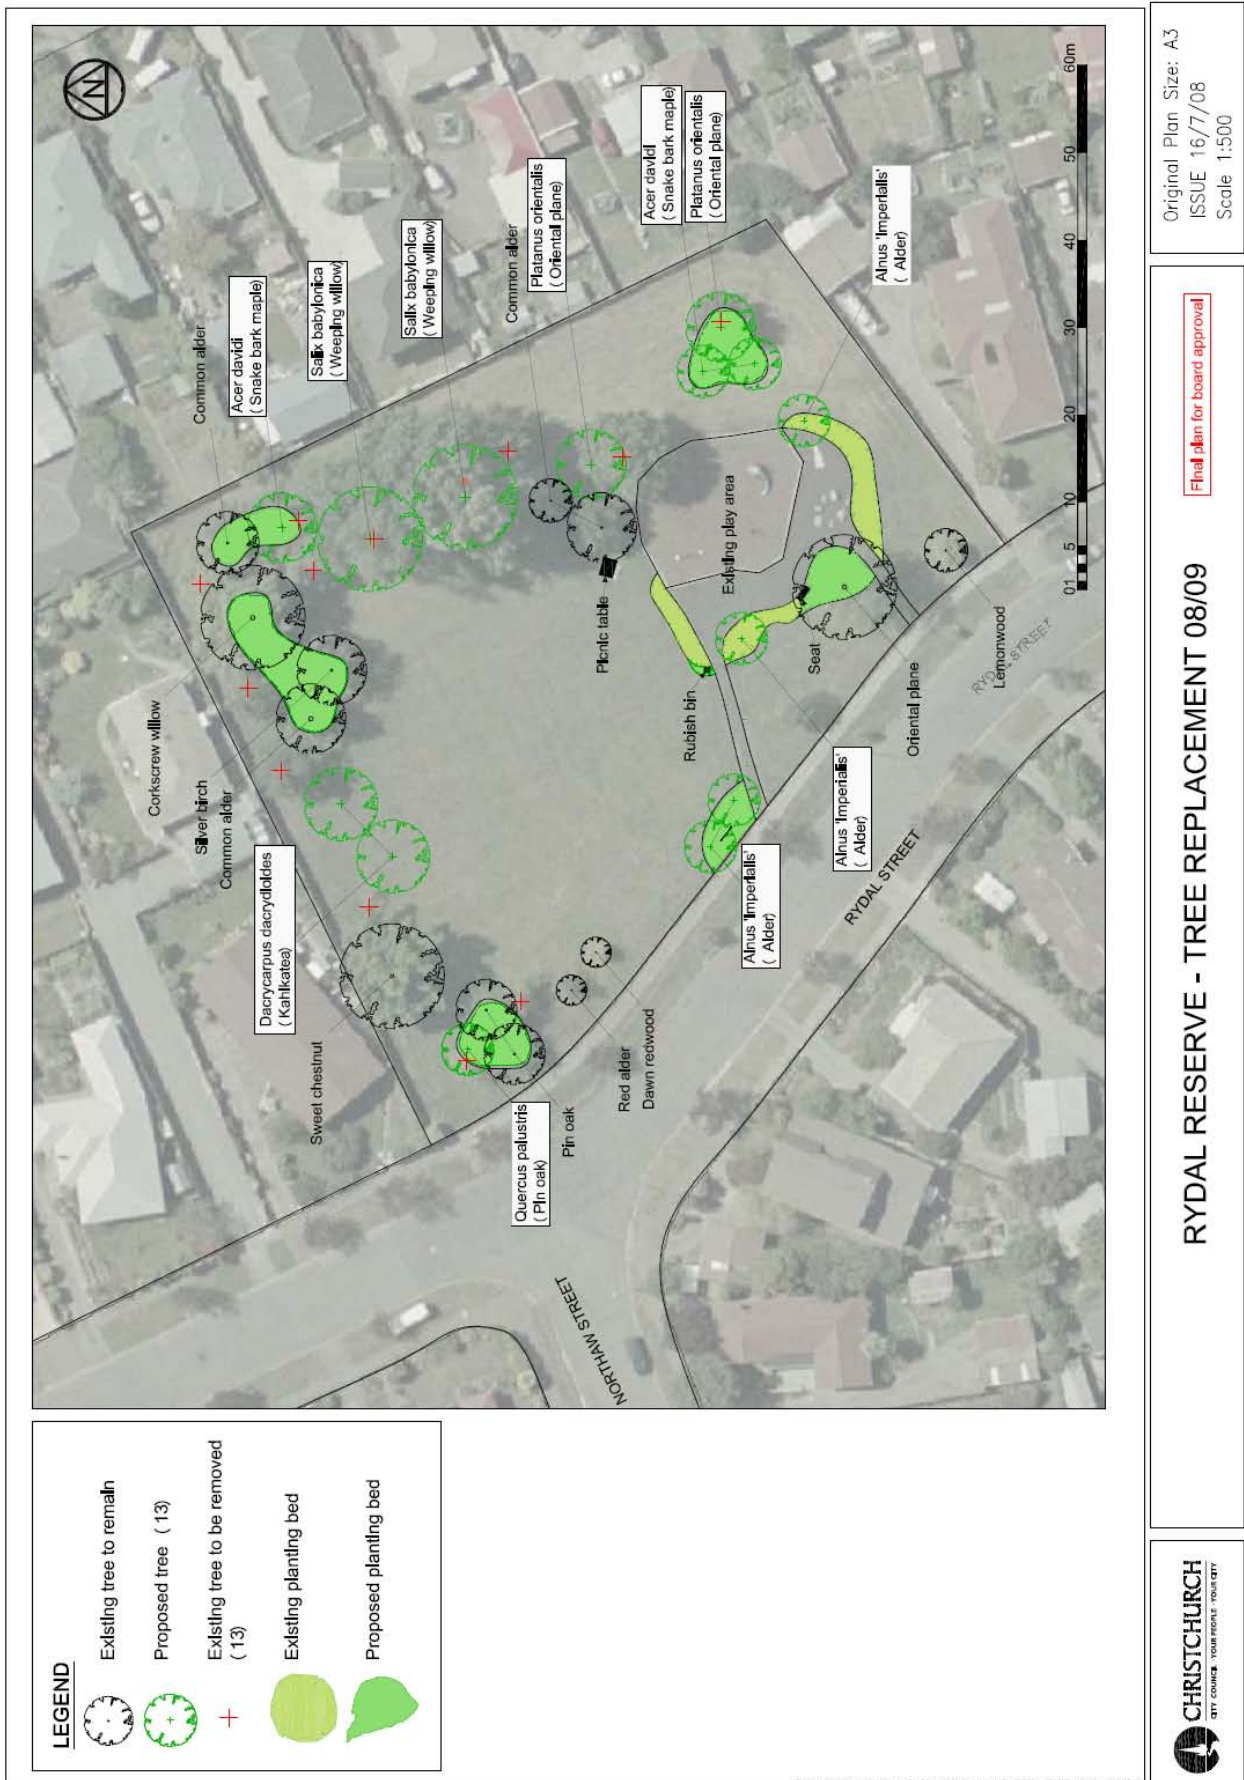 LEGEND
Existing tree to remain
Proposed tree (13)
Existing tree to be removed
(13)
Existing planting bed
Proposed planting bed
N
Common alder
Acer davidi
(Snake bark maple)
Salix babylonica
(Weeping willow)
Salix babylonica
(Weeping willow)
Common alder
Platanus orientalis
(Oriental plane)
Acer davidi
(Snake bark maple)
Platanus orientalis
(Oriental plane)
Alnus 'Imperialis'
(Alder)
Corkscrew willow
Silver birch
Common alder
Dacrycarpus dacrydioides
(Kahikatea)
Sweet chestnut
Quercus palustris
(Pin oak)
Pin oak
Red alder
Dawn redwood
Picnic table
Rubish bin
Existing play area
Seat
Oriental plane
Lemonwood
Alnus 'Imperialis'
(Alder)
Alnus 'Imperialis'
(Alder)
RYDAL STREET
RYDAL STREET
NORTHAW STREET
01 5 10 20 30 40 50 60m
CHRISTCHURCH
CITY COUNCIL · YOUR PEOPLE · YOUR CITY
RYDAL RESERVE - TREE REPLACEMENT 08/09
Final plan for board approval
Original Plan Size: A3
ISSUE 16/7/08
Scale 1:500